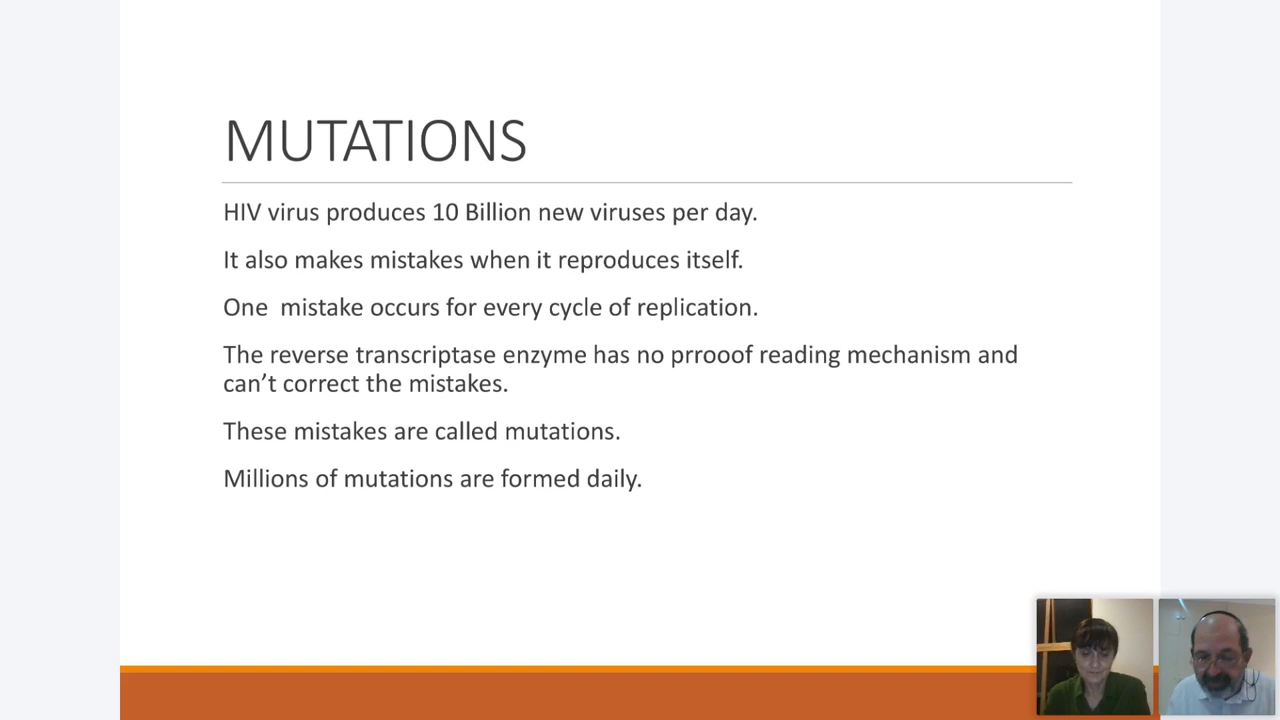 MUTATIONS
HIV virus produces 10 Billion new viruses per day.
It also makes mistakes when it reproduces itself.
One  mistake occurs for every cycle of replication.
The reverse transcriptase enzyme has no prrooof reading mechanism and
can’t correct the mistakes.
These mistakes are called mutations.
Millions of mutations are formed daily.